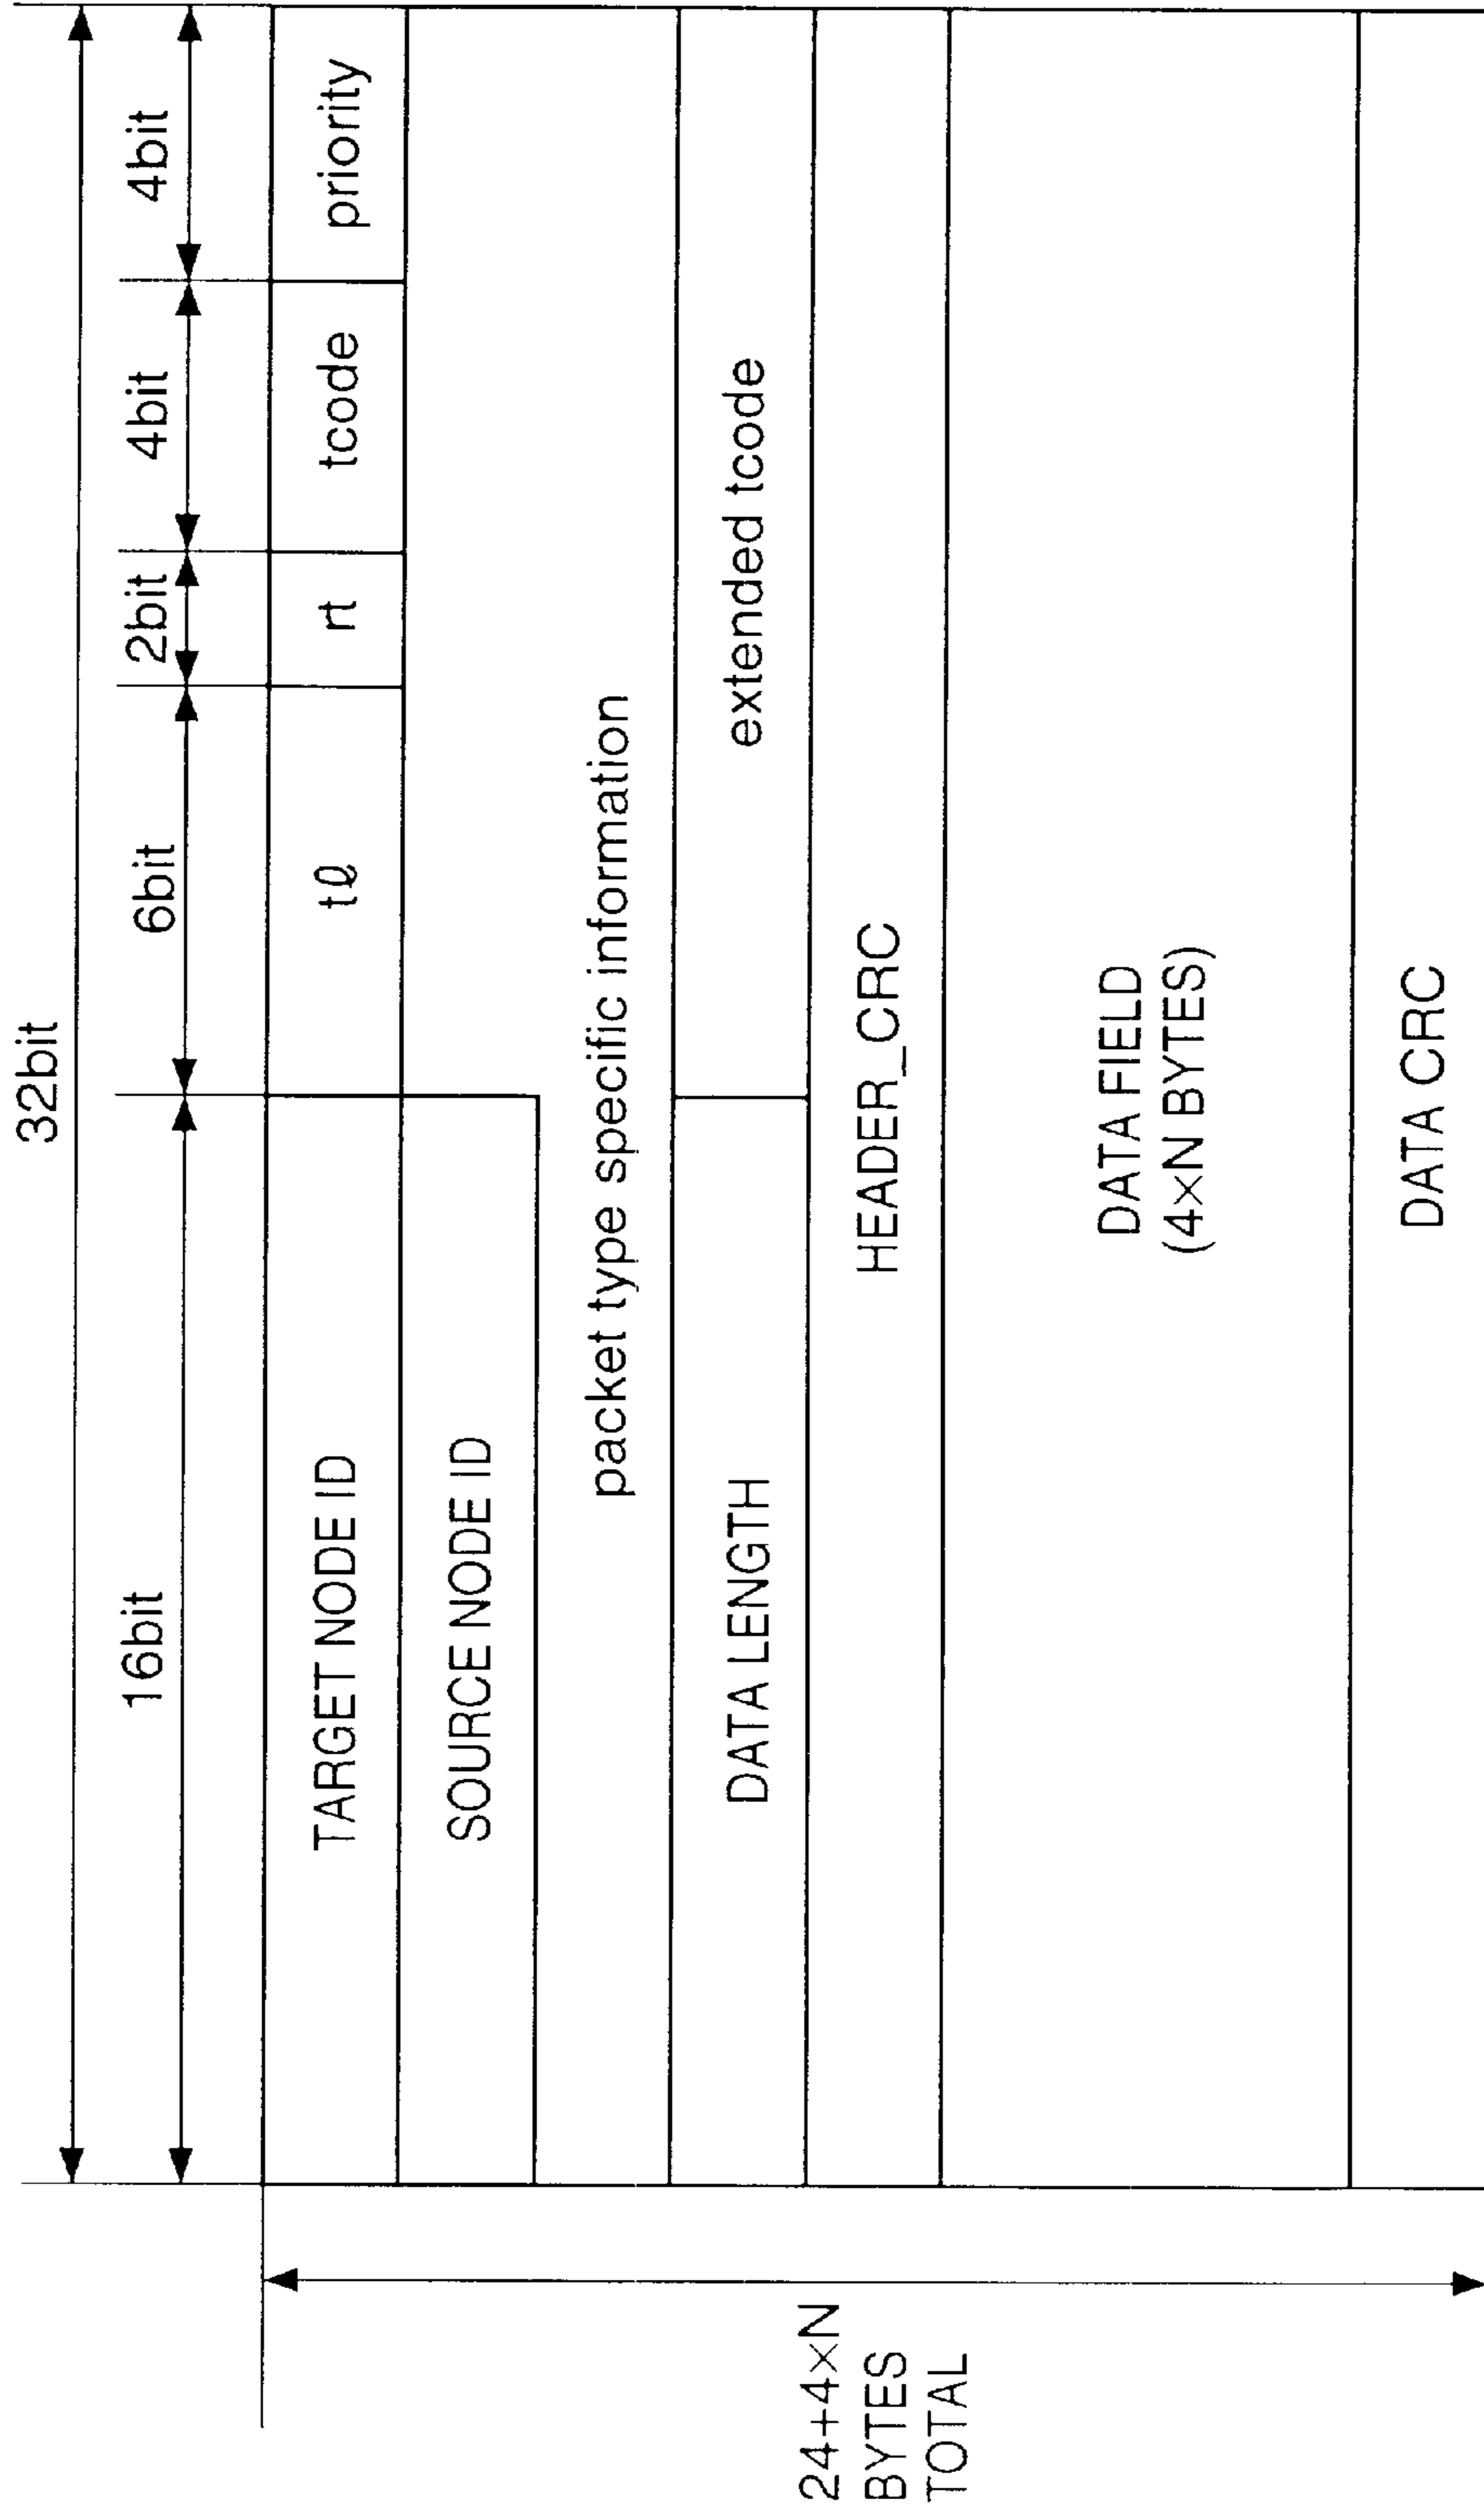 32bit
16bit
6bit
2bit
4bit
4bit
TARGET NODE ID
tℓ
rt
tcode
priority
SOURCE NODE ID
packet type specific information
DATA LENGTH
extended tcode
HEADER_CRC
DATA FIELD
(4×N BYTES)
DATA CRC
24+4×N
BYTES
TOTAL